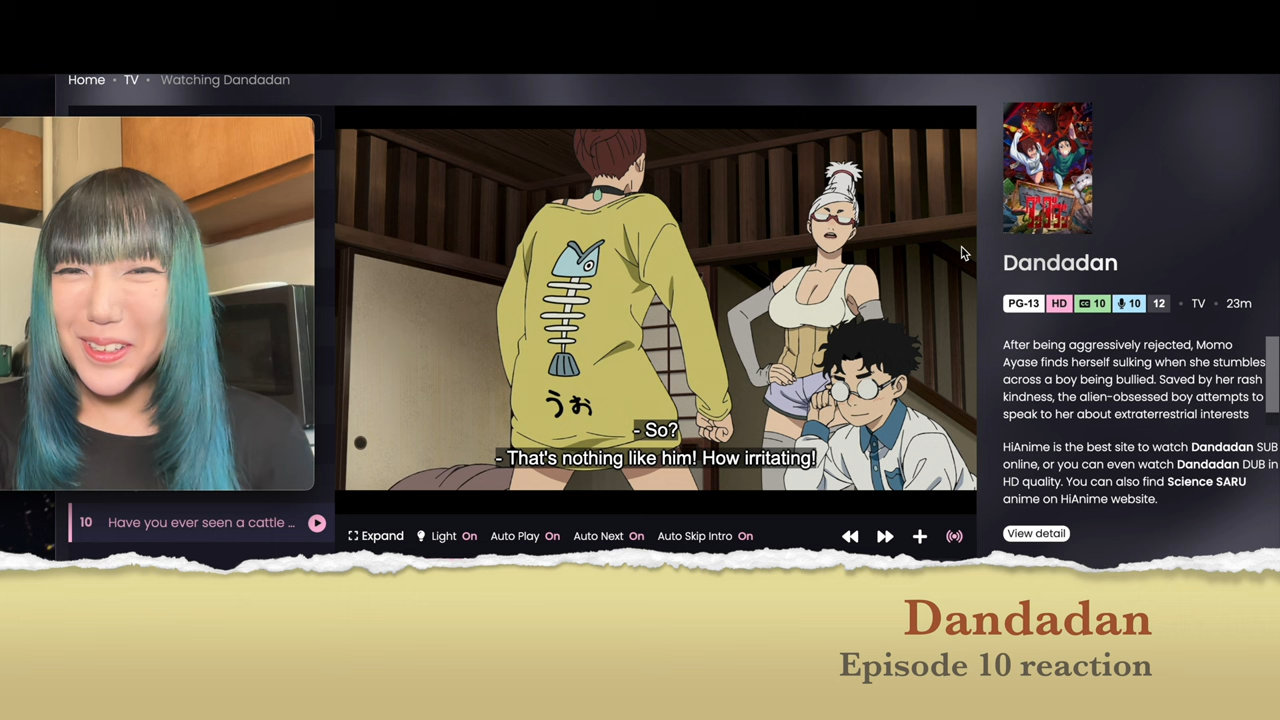 Home • TV • Watching Dandadan
うお
- So?
- That's nothing like him! How irritating!
10 Have you ever seen a cattle ...
Expand Light On Auto Play On Auto Next On Auto Skip Intro On
Dandadan
PG-13 HD CC 10 10 12 • TV • 23m
After being aggressively rejected, Momo
Ayase finds herself sulking when she stumbles
across a boy being bullied. Saved by her rash
kindness, the alien-obsessed boy attempts to
speak to her about extraterrestrial interests
HiAnime is the best site to watch Dandadan SUB
online, or you can even watch Dandadan DUB in
HD quality. You can also find Science SARU
anime on HiAnime website.
View detail
Dandadan
Episode 10 reaction